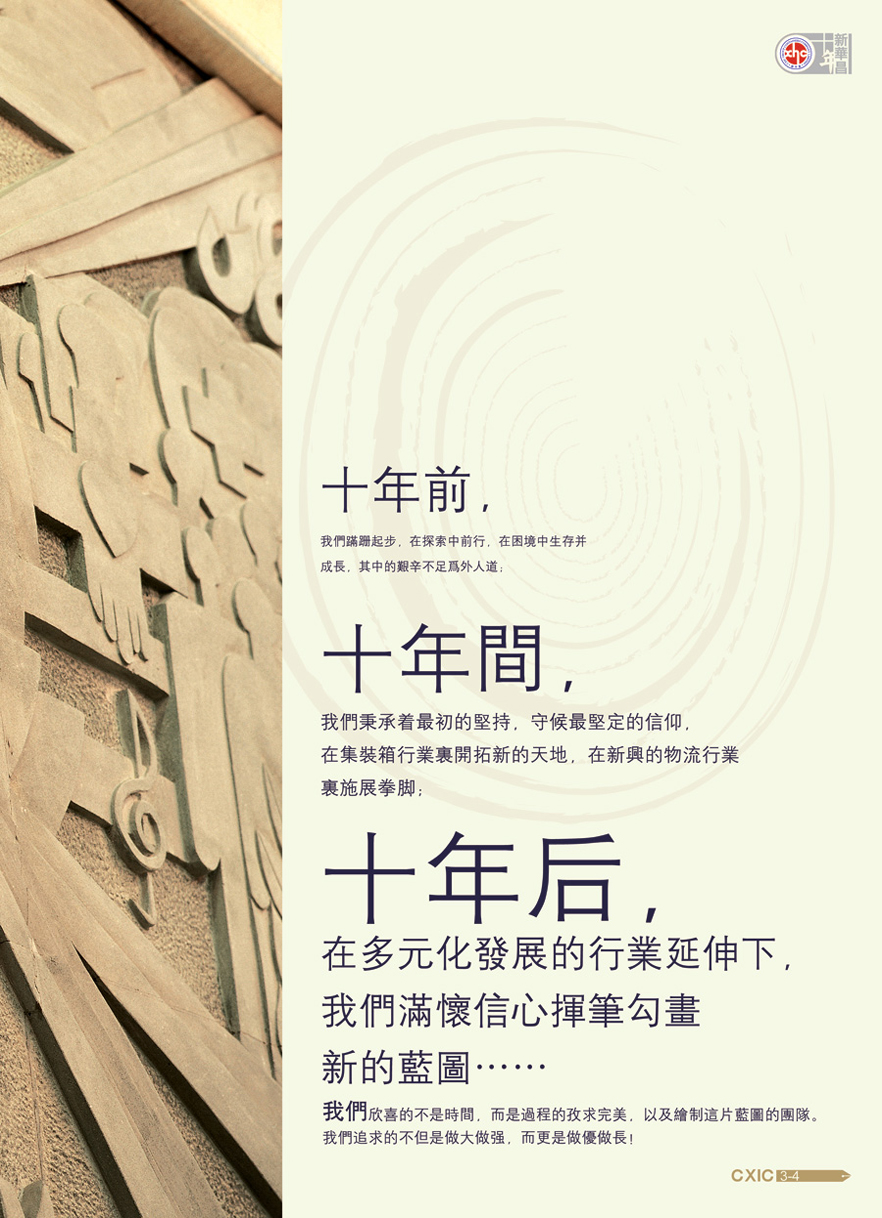 xhc
十年
新華昌
十年前，
我們蹣跚起步，在探索中前行，在困境中生存并
成長，其中的艱辛不足爲外人道；
十年間，
我們秉承着最初的堅持，守候最堅定的信仰，
在集裝箱行業裏開拓新的天地，在新興的物流行業
裏施展拳脚；
十年后，
在多元化發展的行業延伸下，
我們滿懷信心揮筆勾畫
新的藍圖……
我們欣喜的不是時間，而是過程的孜求完美，以及繪制這片藍圖的團隊。
我們追求的不但是做大做强，而更是做優做長！
CXIC 3-4